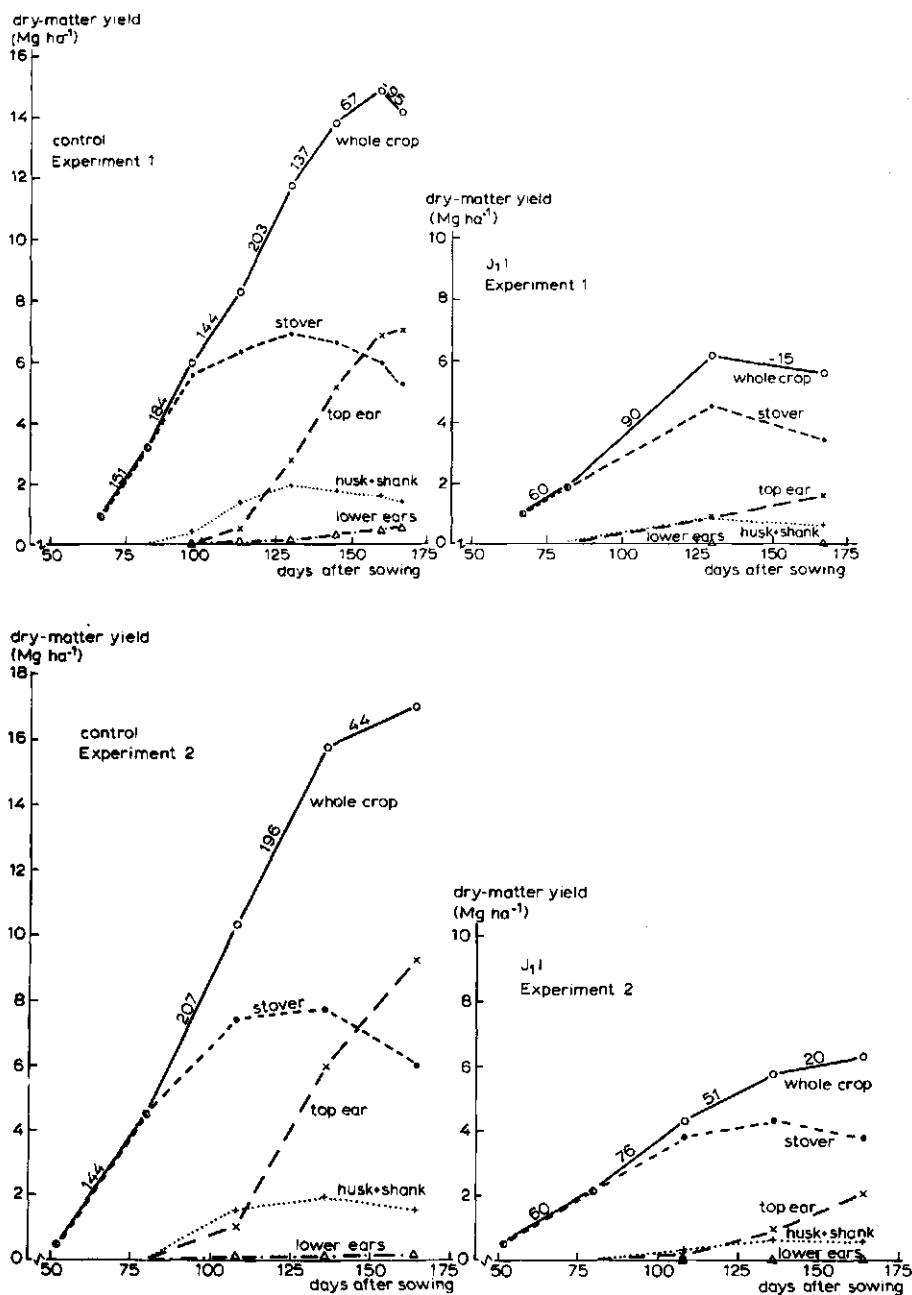 dry-matter yield
(Mg ha⁻¹)
16
14
12
10
8
6
4
2
0
control
Experiment 1
151
184
144
203
137
67
-95
whole crop
stover
top ear
husk+shank
lower ears
50
75
100
125
150
175
days after sowing
dry-matter yield
(Mg ha⁻¹)
10
8
6
4
2
0
J₁I
Experiment 1
60
90
-15
whole crop
stover
top ear
husk+shank
lower ears
50
75
100
125
150
175
days after sowing
dry-matter yield
(Mg ha⁻¹)
18
16
14
12
10
8
6
4
2
0
control
Experiment 2
144
207
196
44
whole crop
stover
top ear
husk+shank
lower ears
50
75
100
125
150
175
days after sowing
dry-matter yield
(Mg ha⁻¹)
10
8
6
4
2
0
J₁I
Experiment 2
60
76
51
20
whole crop
stover
top ear
husk+shank
lower ears
50
75
100
125
150
175
days after sowing